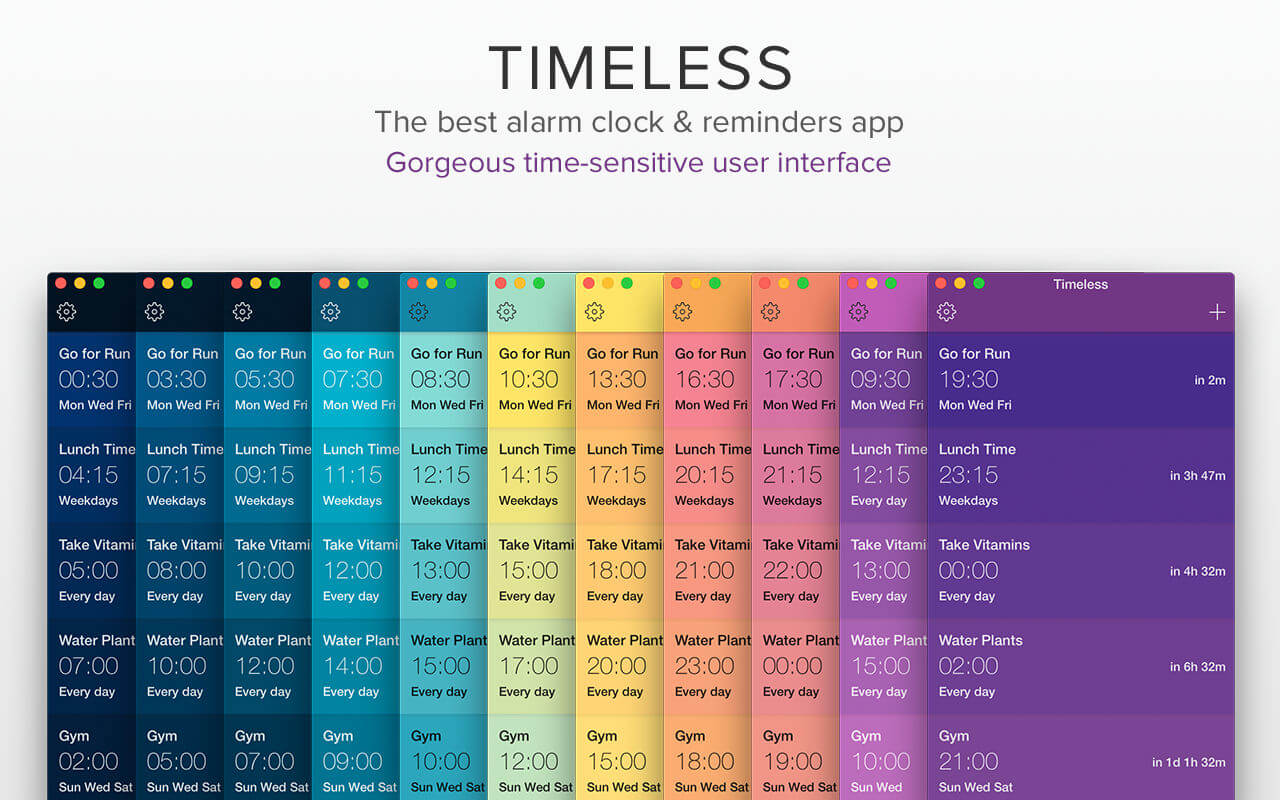 TIMELESS
The best alarm clock & reminders app
Gorgeous time-sensitive user interface
Go for Run
00:30
Mon Wed Fri
Lunch Time
04:15
Weekdays
Take Vitami
05:00
Every day
Water Plant
07:00
Every day
Gym
02:00
Sun Wed Sat
Go for Run
03:30
Mon Wed Fri
Lunch Time
07:15
Weekdays
Take Vitami
08:00
Every day
Water Plant
10:00
Every day
Gym
05:00
Sun Wed Sat
Go for Run
05:30
Mon Wed Fri
Lunch Time
09:15
Weekdays
Take Vitami
10:00
Every day
Water Plant
12:00
Every day
Gym
07:00
Sun Wed Sat
Go for Run
07:30
Mon Wed Fri
Lunch Time
11:15
Weekdays
Take Vitami
12:00
Every day
Water Plant
14:00
Every day
Gym
09:00
Sun Wed Sat
Go for Run
08:30
Mon Wed Fri
Lunch Time
12:15
Weekdays
Take Vitami
13:00
Every day
Water Plant
15:00
Every day
Gym
10:00
Sun Wed Sat
Go for Run
10:30
Mon Wed Fri
Lunch Time
14:15
Weekdays
Take Vitami
15:00
Every day
Water Plant
17:00
Every day
Gym
12:00
Sun Wed Sat
Go for Run
13:30
Mon Wed Fri
Lunch Time
17:15
Weekdays
Take Vitami
18:00
Every day
Water Plant
20:00
Every day
Gym
15:00
Sun Wed Sat
Go for Run
16:30
Mon Wed Fri
Lunch Time
20:15
Weekdays
Take Vitami
21:00
Every day
Water Plant
23:00
Every day
Gym
18:00
Sun Wed Sat
Go for Run
17:30
Mon Wed Fri
Lunch Time
21:15
Weekdays
Take Vitami
22:00
Every day
Water Plant
00:00
Every day
Gym
19:00
Sun Wed Sat
Go for Run
09:30
Mon Wed Fri
Lunch Time
12:15
Every day
Take Vitami
13:00
Every day
Water Plant
15:00
Every day
Gym
10:00
Sun Wed
Timeless
Go for Run
19:30 in 2m
Mon Wed Fri
Lunch Time
23:15 in 3h 47m
Weekdays
Take Vitamins
00:00 in 4h 32m
Every day
Water Plants
02:00 in 6h 32m
Every day
Gym
21:00 in 1d 1h 32m
Sun Wed Sat